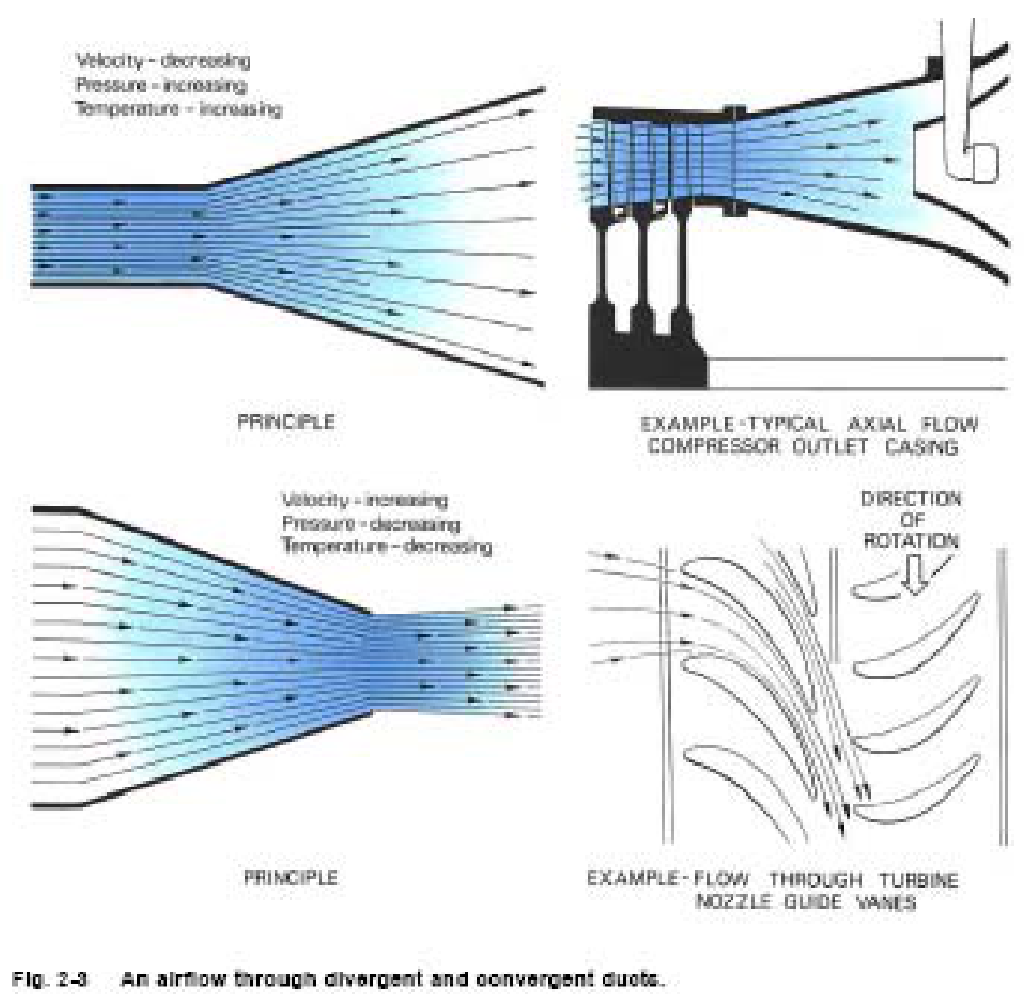 Velocity - decreasing
Pressure - increasing
Temperature - increasing
PRINCIPLE
EXAMPLE-TYPICAL AXIAL FLOW
COMPRESSOR OUTLET CASING
Velocity - increasing
Pressure - decreasing
Temperature - decreasing
DIRECTION
OF
ROTATION
PRINCIPLE
EXAMPLE- FLOW THROUGH TURBINE
NOZZLE GUIDE VANES
Fig. 2-3 An airflow through divergent and convergent ducts.